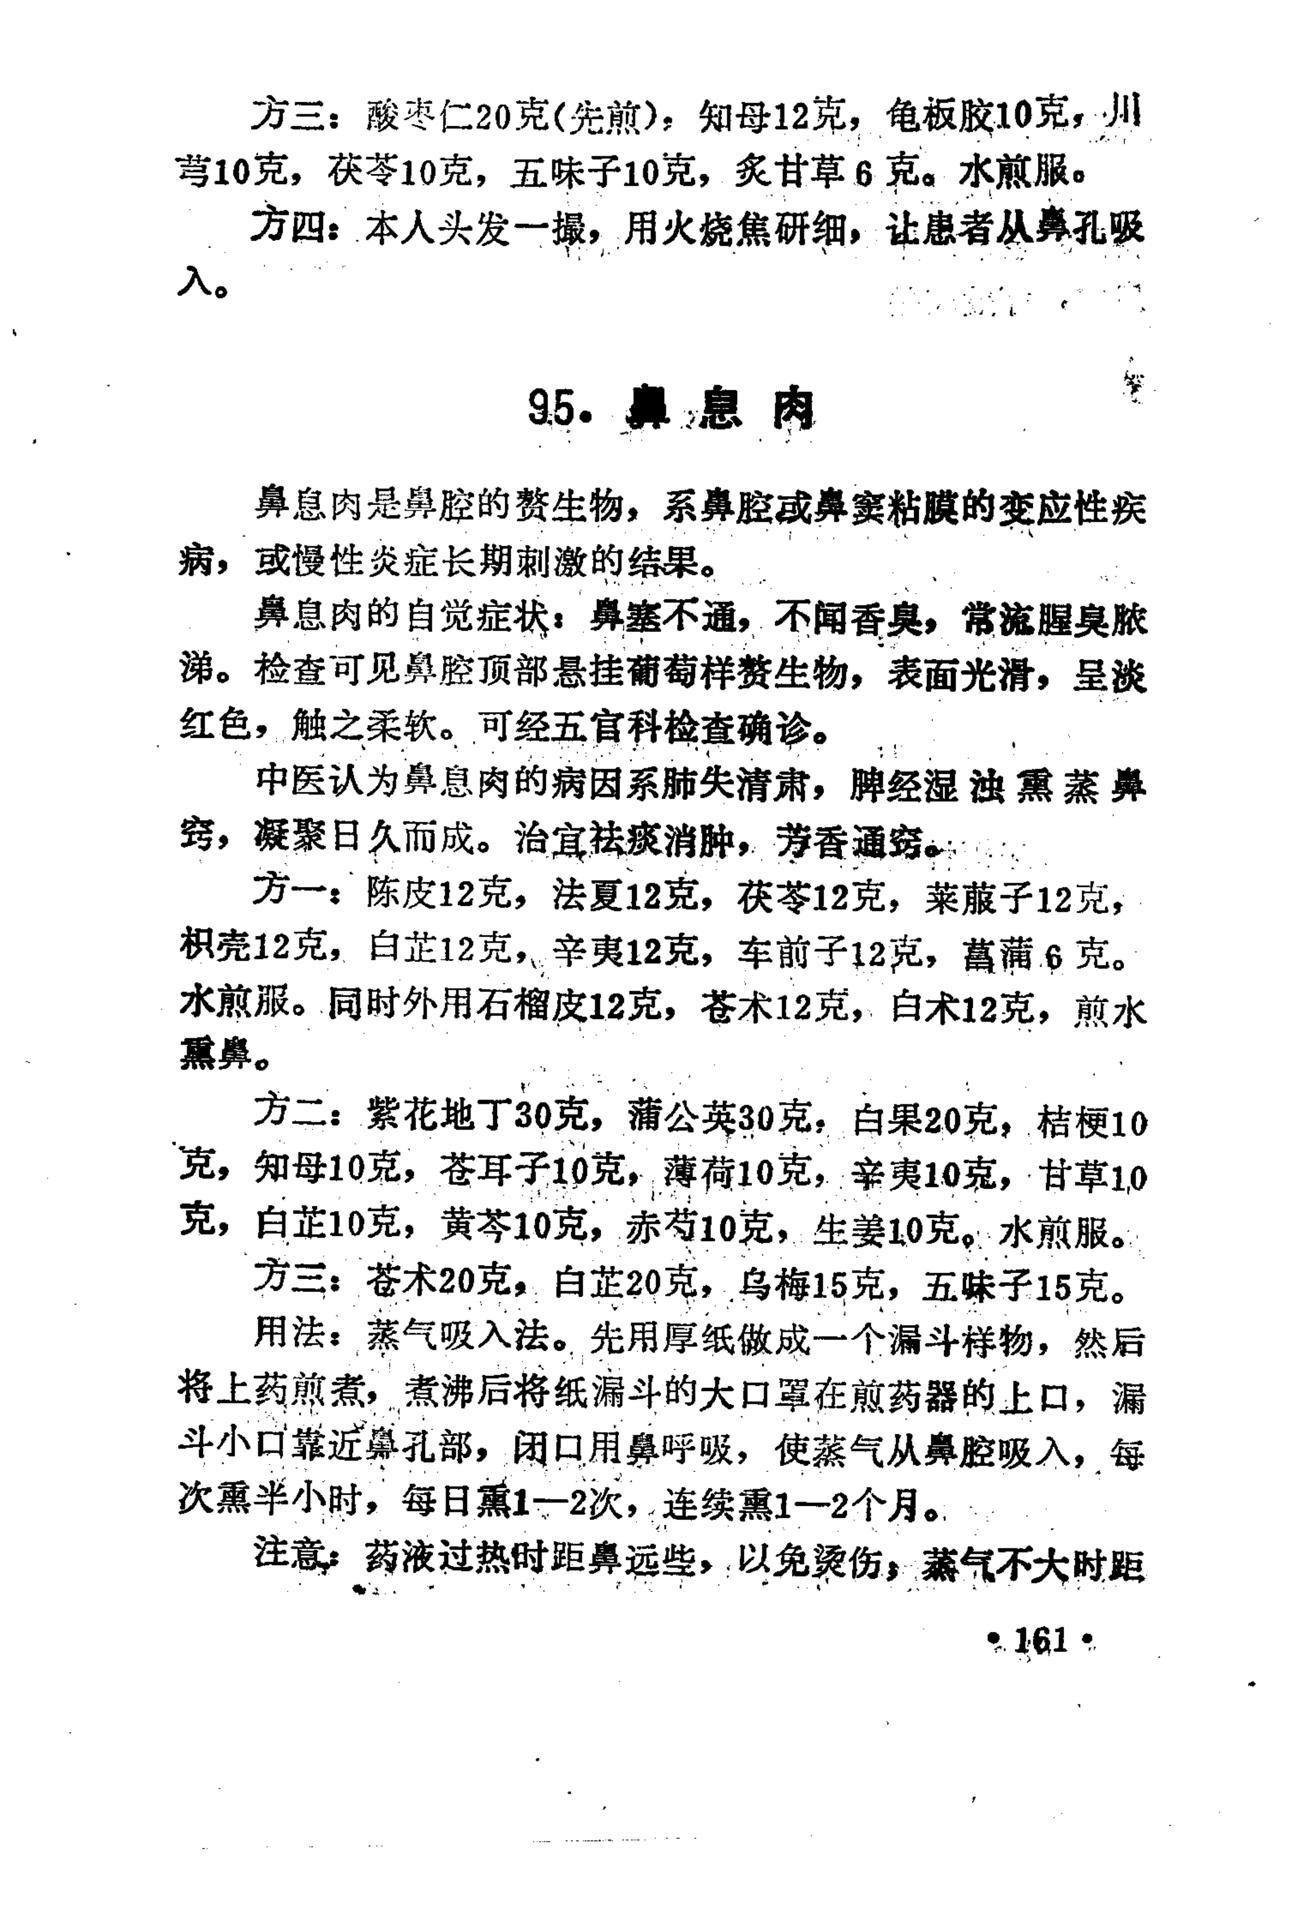 方三：酸枣仁20克(先煎)，知母12克，龟板胶10克，川
芎10克，茯苓10克，五味子10克，炙甘草6克。水煎服。
方四：本人头发一撮，用火烧焦研细，让患者从鼻孔吸
入。
95.鼻息肉
鼻息肉是鼻腔的赘生物，系鼻腔或鼻窦粘膜的变应性疾
病，或慢性炎症长期刺激的结果。
鼻息肉的自觉症状：鼻塞不通，不闻香臭，常流腥臭脓
涕。检查可见鼻腔顶部悬挂葡萄样赘生物，表面光滑，呈淡
红色，触之柔软。可经五官科检查确诊。
中医认为鼻息肉的病因系肺失清肃，脾经湿浊熏蒸鼻
窍，凝聚日久而成。治宜祛痰消肿，芳香通窍。
方一：陈皮12克，法夏12克，茯苓12克，莱菔子12克，
枳壳12克，白芷12克，辛夷12克，车前子12克，菖蒲6克。
水煎服。同时外用石榴皮12克，苍术12克，白术12克，煎水
熏鼻。
方二：紫花地丁30克，蒲公英30克，白果20克，桔梗10
克，知母10克，苍耳子10克，薄荷10克，辛夷10克，甘草10
克，白芷10克，黄芩10克，赤芍10克，生姜10克。水煎服。
方三：苍术20克，白芷20克，乌梅15克，五味子15克。
用法：蒸气吸入法。先用厚纸做成一个漏斗样物，然后
将上药煎煮，煮沸后将纸漏斗的大口罩在煎药器的上口，漏
斗小口靠近鼻孔部，闭口用鼻呼吸，使蒸气从鼻腔吸入，每
次熏半小时，每日熏1—2次，连续熏1—2个月。
注意：药液过热时距鼻远些，以免烫伤；蒸气不大时距
•161•